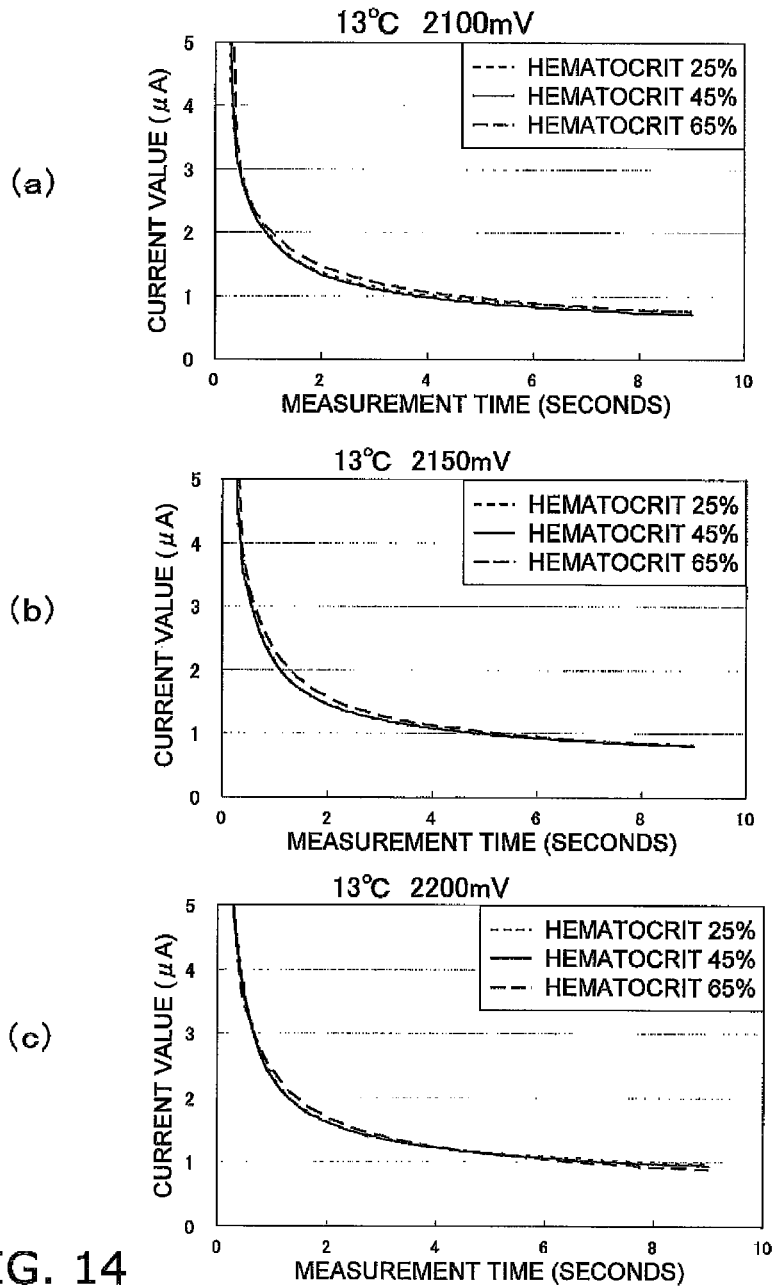 13℃ 2100mV
(a)
CURRENT VALUE (μA)
5
4
3
2
1
0
HEMATOCRIT 25%
HEMATOCRIT 45%
HEMATOCRIT 65%
0 2 4 6 8 10
MEASUREMENT TIME (SECONDS)
13℃ 2150mV
(b)
CURRENT VALUE (μA)
5
4
3
2
1
0
HEMATOCRIT 25%
HEMATOCRIT 45%
HEMATOCRIT 65%
0 2 4 6 8 10
MEASUREMENT TIME (SECONDS)
13℃ 2200mV
(c)
CURRENT VALUE (μA)
5
4
3
2
1
0
HEMATOCRIT 25%
HEMATOCRIT 45%
HEMATOCRIT 65%
0 2 4 6 8 10
MEASUREMENT TIME (SECONDS)
IG. 14